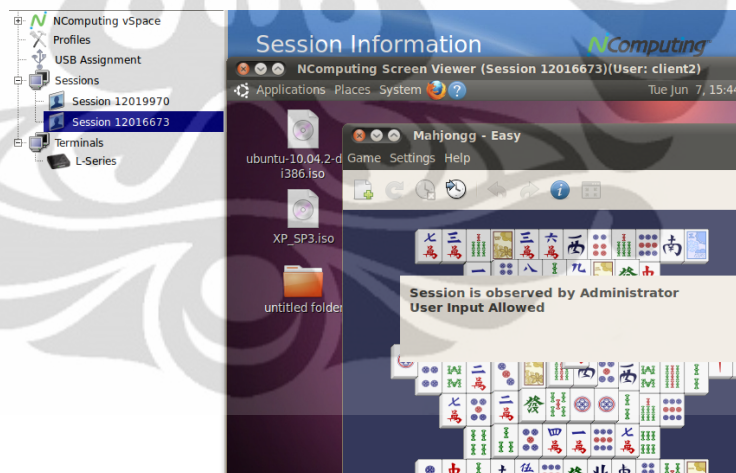 NComputing vSpace
Profiles
USB Assignment
Sessions
Session 12019970
Session 12016673
Terminals
L-Series
Session Information
NComputing
NComputing Screen Viewer (Session 12016673)(User: client2)
Applications Places System ?
Tue Jun 7, 15:44
ubuntu-10.04.2-d
i386.iso
XP_SP3.iso
untitled folder
Mahjongg - Easy
Game Settings Help
Session is observed by Administrator
User Input Allowed